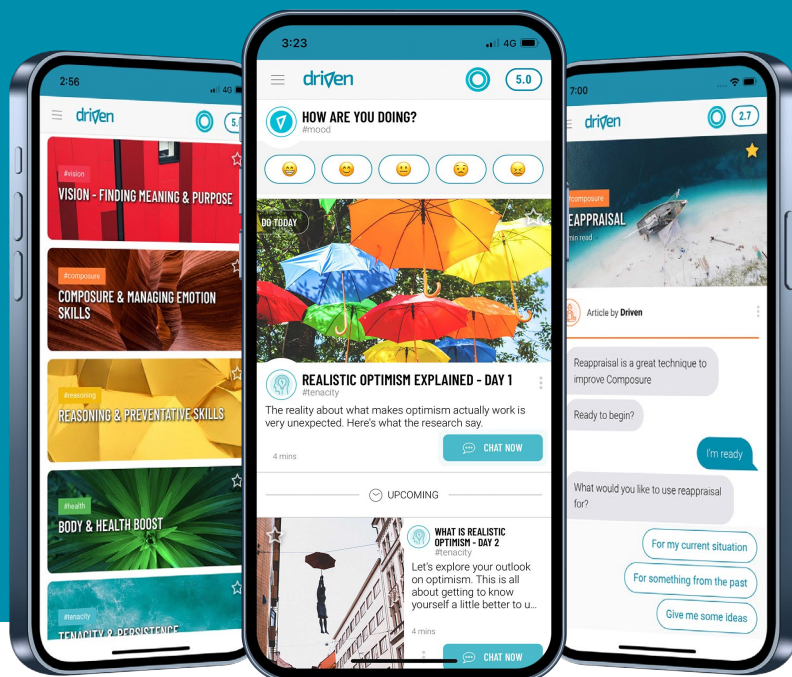 2:56
4G
driven
#vision
VISION - FINDING MEANING & PURPOSE
#composure
COMPOSURE & MANAGING EMOTION
SKILLS
#reasoning
REASONING & PREVENTATIVE SKILLS
#health
BODY & HEALTH BOOST
#tenacity
TENACITY & PERSISTENCE
3:23
4G
driven
5.0
HOW ARE YOU DOING?
#mood
DO TODAY
REALISTIC OPTIMISM EXPLAINED - DAY 1
#tenacity
The reality about what makes optimism actually work is
very unexpected. Here's what the research say.
4 mins
CHAT NOW
UPCOMING
WHAT IS REALISTIC
OPTIMISM - DAY 2
#tenacity
Let's explore your outlook
on optimism. This is all
about getting to know
yourself a little better to u...
4 mins
CHAT NOW
7:00
driven
2.7
composure
EAPPRAISAL
min read
Article by Driven
Reappraisal is a great technique to
improve Composure
Ready to begin?
I'm ready
What would you like to use reappraisal
for?
For my current situation
For something from the past
Give me some ideas